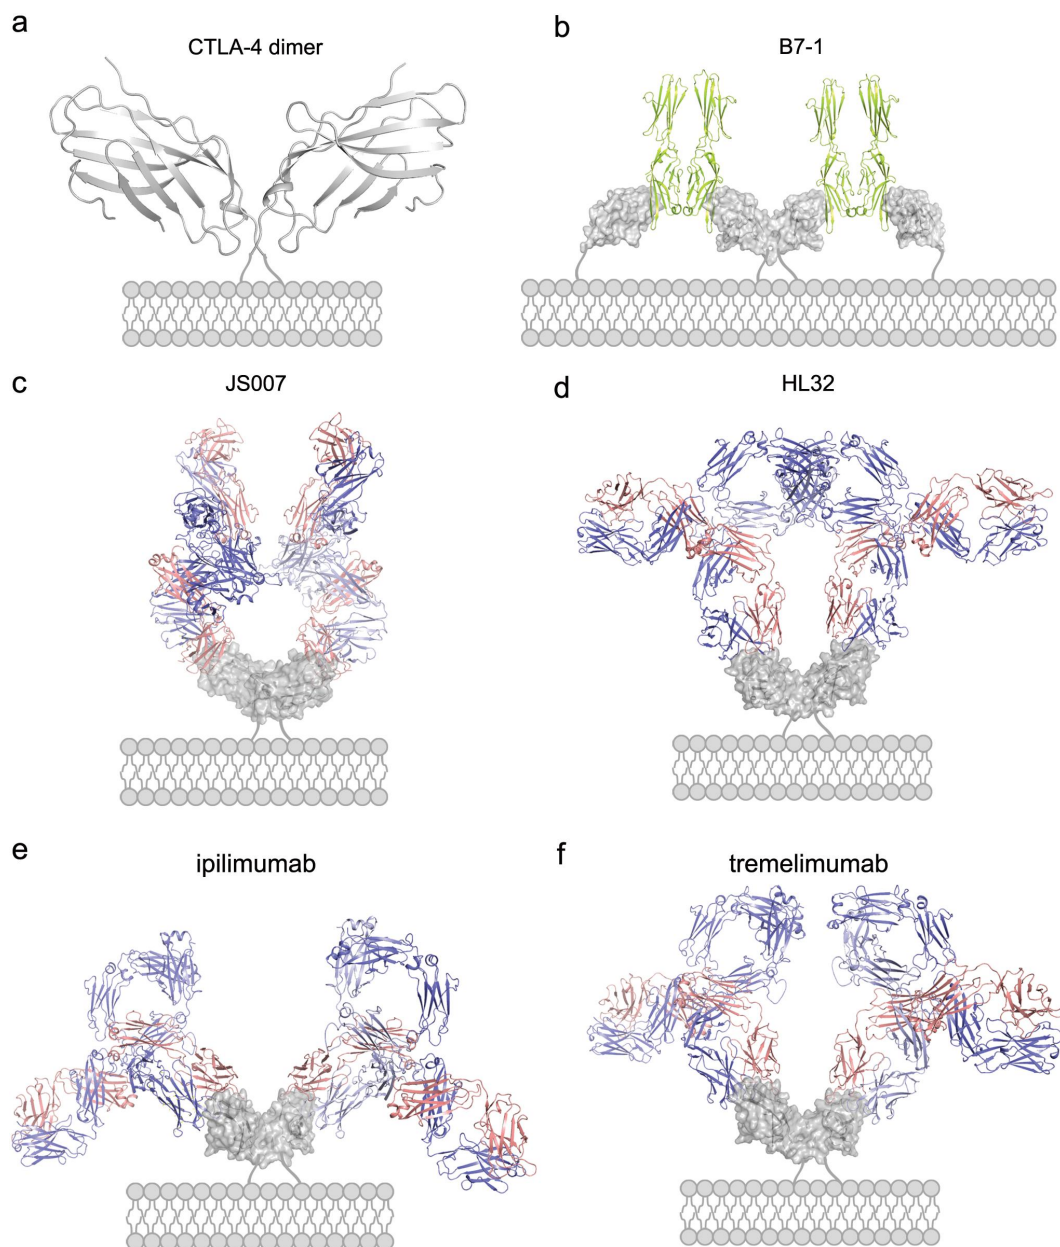 a
CTLA-4 dimer
b
B7-1
c
JS007
d
HL32
e
ipilimumab
f
tremelimumab